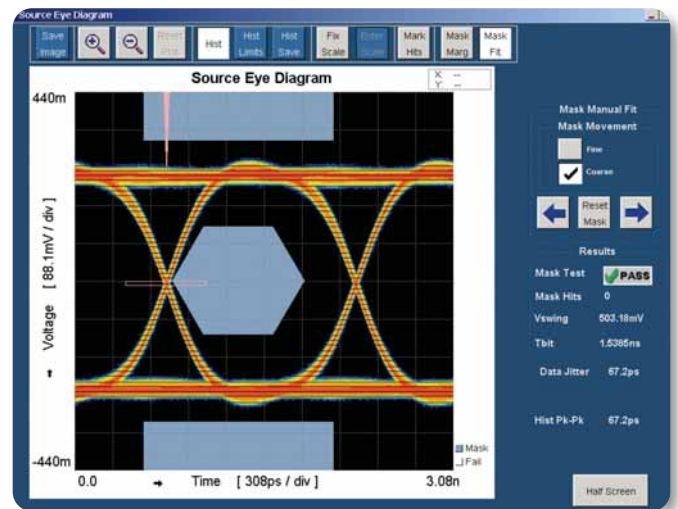 Source Eye Diagram
Save Image
Reset Plot
Hist
Hist Limits
Hist Save
Fix Scale
Enter Scale
Mark Hits
Mask Marg
Mask Fit
Source Eye Diagram
X: --
Y: --
440m
Voltage [ 88.1mV / div ]
-440m
0.0
Time [ 308ps / div ]
3.08n
Mask
Fail
Mask Manual Fit
Mask Movement
Fine
Coarse
Reset Mask
Results
Mask Test PASS
Mask Hits 0
Vswing 503.18mV
Tbit 1.5385ns
Data Jitter 67.2ps
Hist Pk-Pk 67.2ps
Half Screen